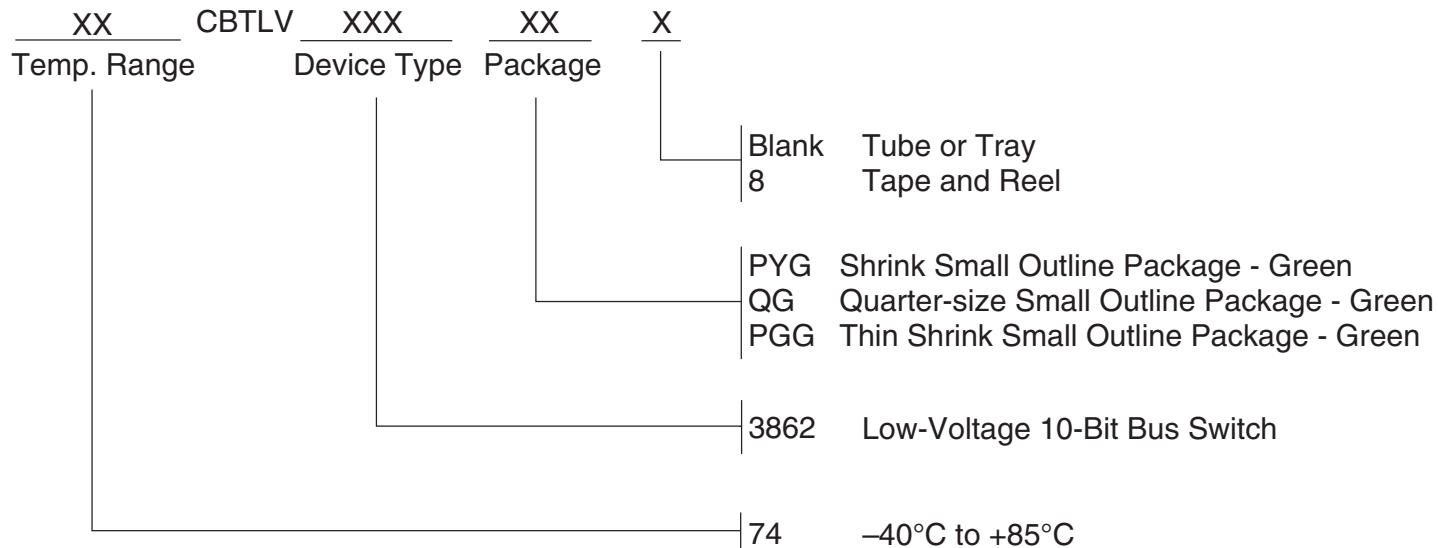 XX CBTLV XXX XX X
Temp. Range Device Type Package
Blank Tube or Tray
8 Tape and Reel
PYG Shrink Small Outline Package - Green
QG Quarter-size Small Outline Package - Green
PGG Thin Shrink Small Outline Package - Green
3862 Low-Voltage 10-Bit Bus Switch
74 –40°C to +85°C